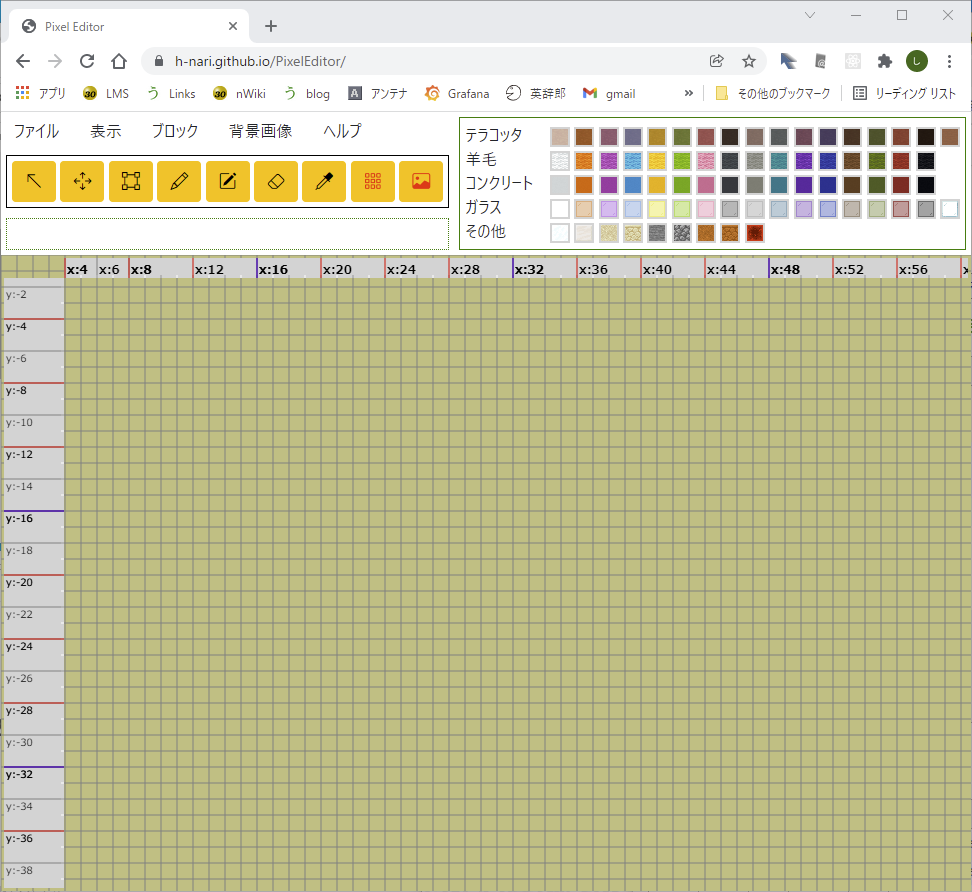 Pixel Editor
h-nari.github.io/PixelEditor/
し
アプリ 30 LMS う Links 30 nWiki う blog A アンテナ Grafana 英辞郎 gmail » その他のブックマーク リーディング リスト
ファイル 表示 ブロック 背景画像 ヘルプ
テラコッタ
羊毛
コンクリート
ガラス
その他
x:4 x:6 x:8 x:12 x:16 x:20 x:24 x:28 x:32 x:36 x:40 x:44 x:48 x:52 x:56
y:-2
y:-4
y:-6
y:-8
y:-10
y:-12
y:-14
y:-16
y:-18
y:-20
y:-22
y:-24
y:-26
y:-28
y:-30
y:-32
y:-34
y:-36
y:-38